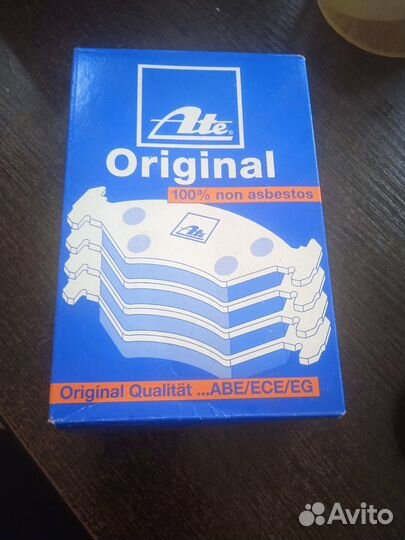 Ate®
Original
100% non asbestos
Ate
Original Qualität ...ABE/ECE/EG
Avito